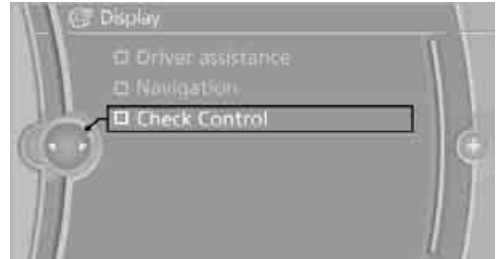 Display
Driver assistance
Navigation
Check Control